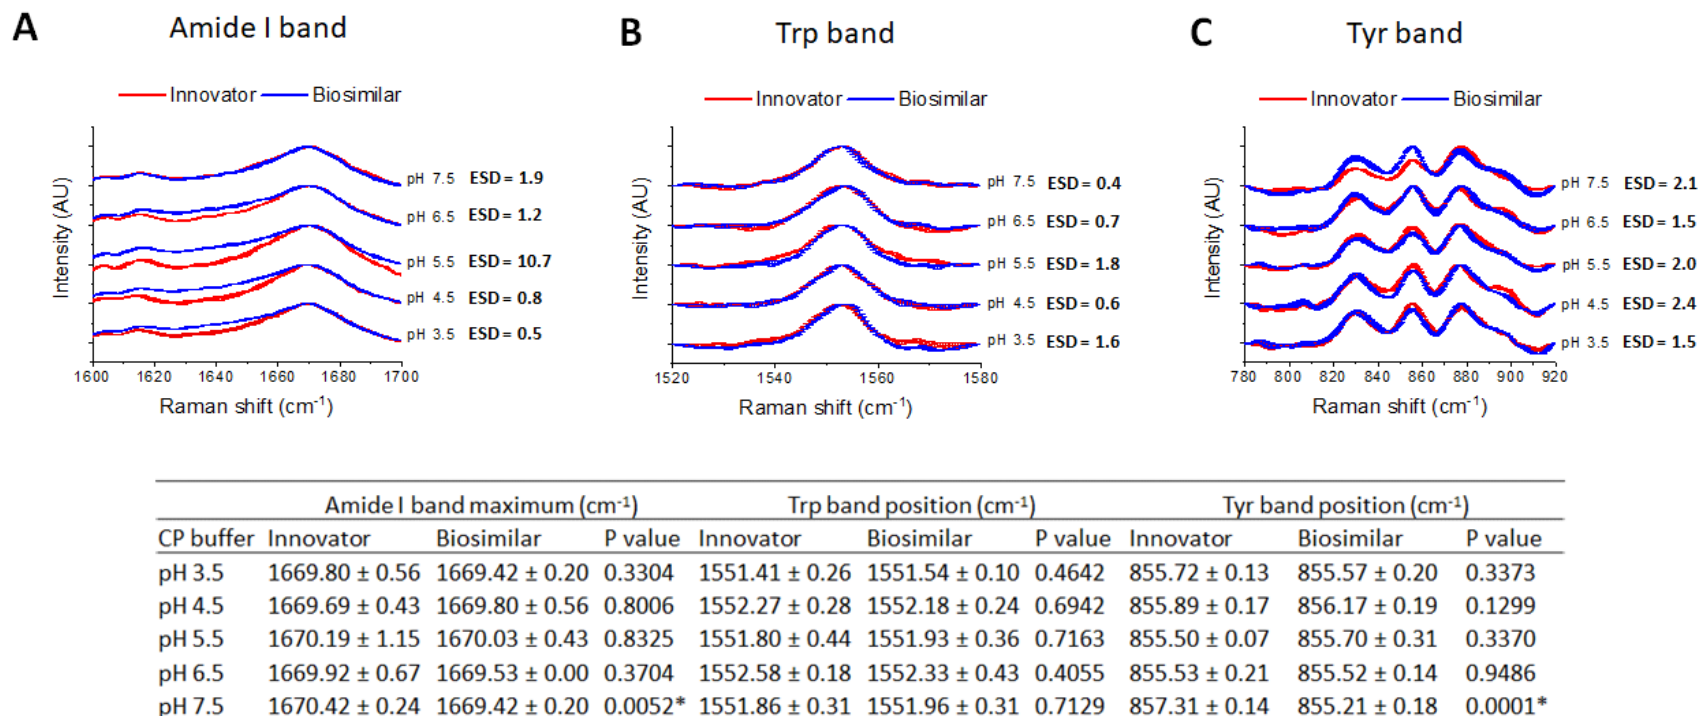 A Amide I band
Innovator Biosimilar
Intensity (AU)
pH 7.5 ESD = 1.9
pH 6.5 ESD = 1.2
pH 5.5 ESD = 10.7
pH 4.5 ESD = 0.8
pH 3.5 ESD = 0.5
1600 1620 1640 1660 1680 1700
Raman shift (cm⁻¹)
B Trp band
Innovator Biosimilar
Intensity (AU)
pH 7.5 ESD = 0.4
pH 6.5 ESD = 0.7
pH 5.5 ESD = 1.8
pH 4.5 ESD = 0.6
pH 3.5 ESD = 1.6
1520 1540 1560 1580
Raman shift (cm⁻¹)
C Tyr band
Innovator Biosimilar
Intensity (AU)
pH 7.5 ESD = 2.1
pH 6.5 ESD = 1.5
pH 5.5 ESD = 2.0
pH 4.5 ESD = 2.4
pH 3.5 ESD = 1.5
780 800 820 840 860 880 900 920
Raman shift (cm⁻¹)
Amide I band maximum (cm⁻¹) Trp band position (cm⁻¹) Tyr band position (cm⁻¹)
CP buffer Innovator Biosimilar P value Innovator Biosimilar P value Innovator Biosimilar P value
pH 3.5 1669.80 ± 0.56 1669.42 ± 0.20 0.3304 1551.41 ± 0.26 1551.54 ± 0.10 0.4642 855.72 ± 0.13 855.57 ± 0.20 0.3373
pH 4.5 1669.69 ± 0.43 1669.80 ± 0.56 0.8006 1552.27 ± 0.28 1552.18 ± 0.24 0.6942 855.89 ± 0.17 856.17 ± 0.19 0.1299
pH 5.5 1670.19 ± 1.15 1670.03 ± 0.43 0.8325 1551.80 ± 0.44 1551.93 ± 0.36 0.7163 855.50 ± 0.07 855.70 ± 0.31 0.3370
pH 6.5 1669.92 ± 0.67 1669.53 ± 0.00 0.3704 1552.58 ± 0.18 1552.33 ± 0.43 0.4055 855.53 ± 0.21 855.52 ± 0.14 0.9486
pH 7.5 1670.42 ± 0.24 1669.42 ± 0.20 0.0052* 1551.86 ± 0.31 1551.96 ± 0.31 0.7129 857.31 ± 0.14 855.21 ± 0.18 0.0001*